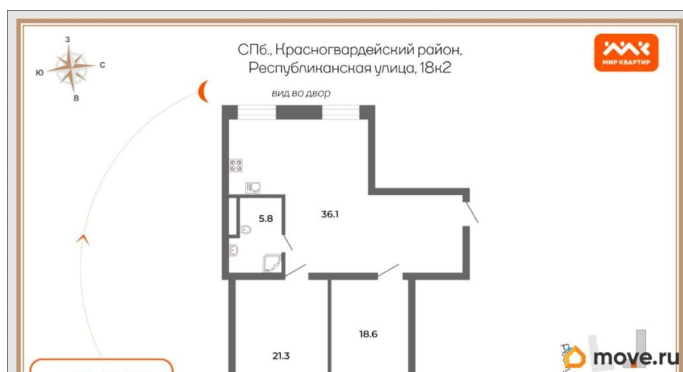 СПб., Красногвардейский район,
Республиканская улица, 18к2
МИР КВАРТИР
З
Ю
С
В
вид во двор
5.8
36.1
18.6
21.3
move.ru